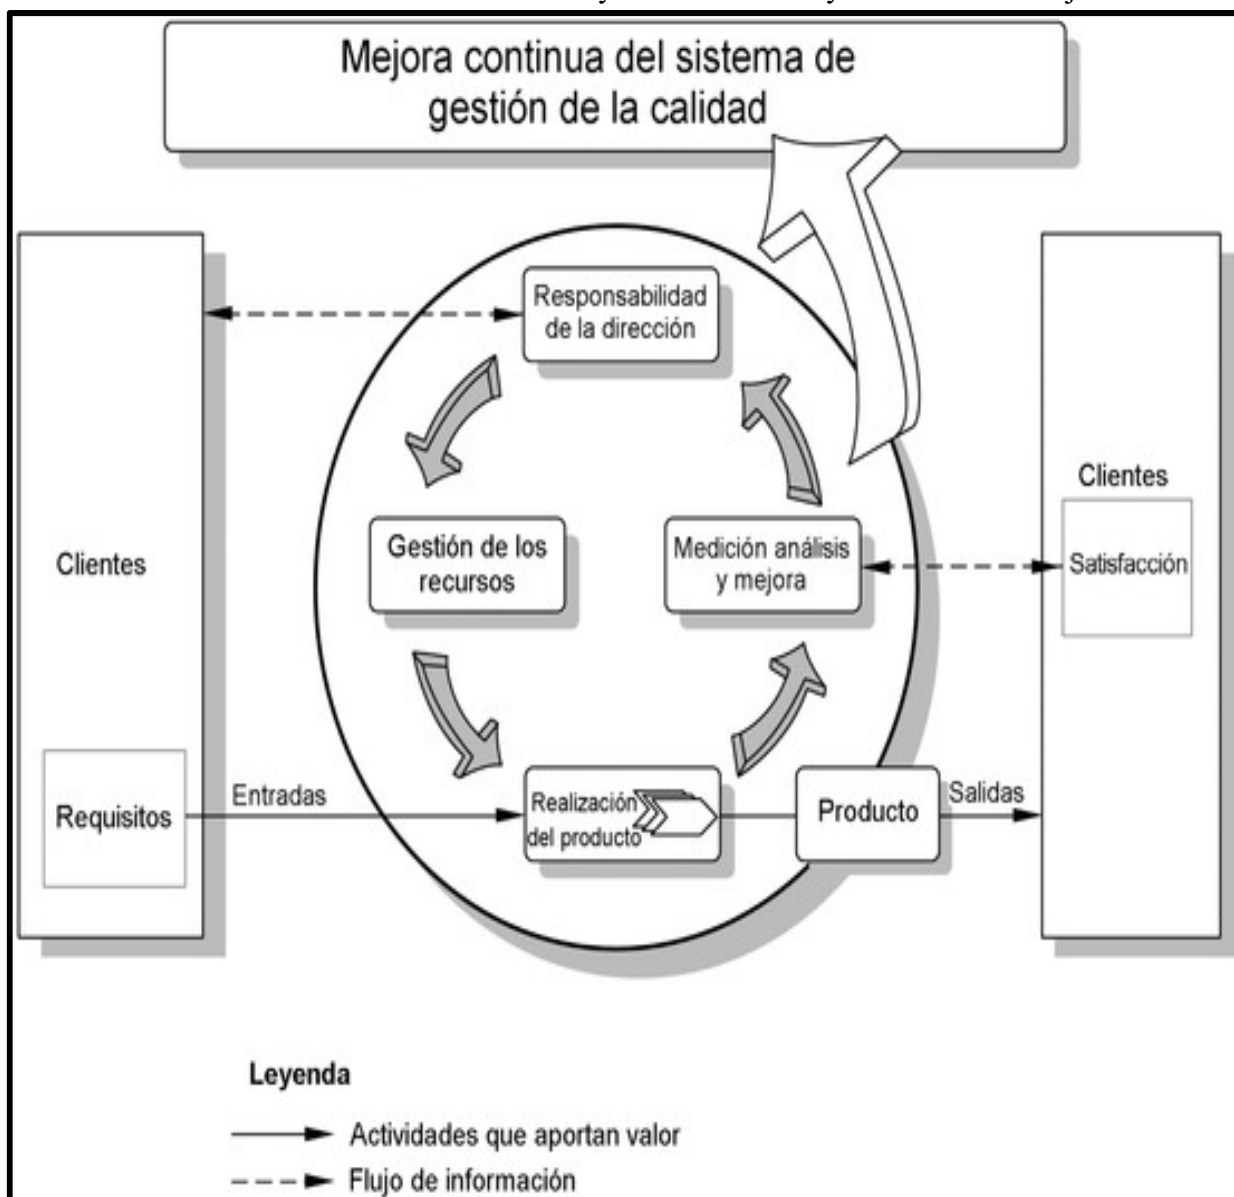 Mejora continua del sistema de
gestión de la calidad
Responsabilidad
de la dirección
Clientes
Gestión de los
recursos
Medición análisis
y mejora
Clientes
Satisfacción
Requisitos
Entradas
Realización
del producto
Producto
Salidas
Leyenda
Actividades que aportan valor
Flujo de información